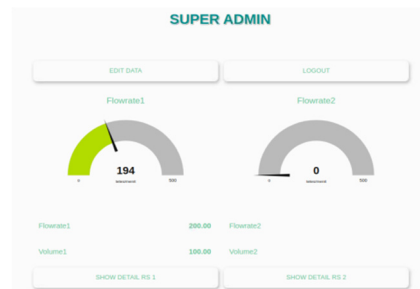 SUPER ADMIN
EDIT DATA
LOGOUT
Flowrate1
Flowrate2
194
0
0
500
0
500
Flowrate1
200.00
Flowrate2
Volume1
100.00
Volume2
SHOW DETAIL RS 1
SHOW DETAIL RS 2